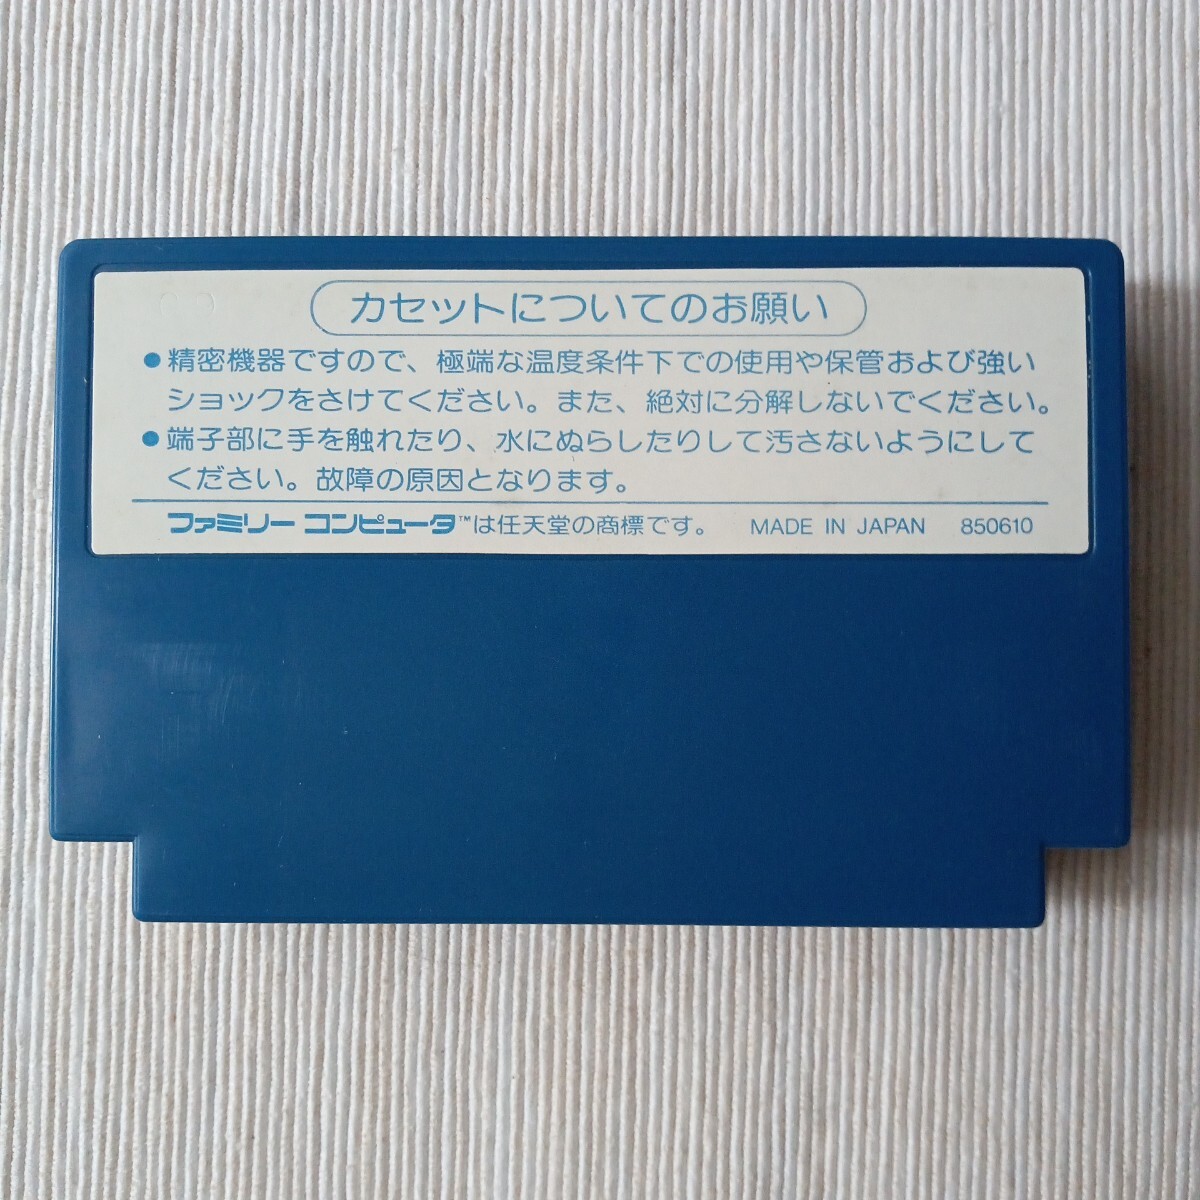 カセットについてのお願い
●精密機器ですので、極端な温度条件下での使用や保管および強い
ショックをさけてください。また、絶対に分解しないでください。
●端子部に手を触れたり、水にぬらしたりして汚さないようにして
ください。故障の原因となります。
ファミリー コンピュータ™は任天堂の商標です。 MADE IN JAPAN 850610